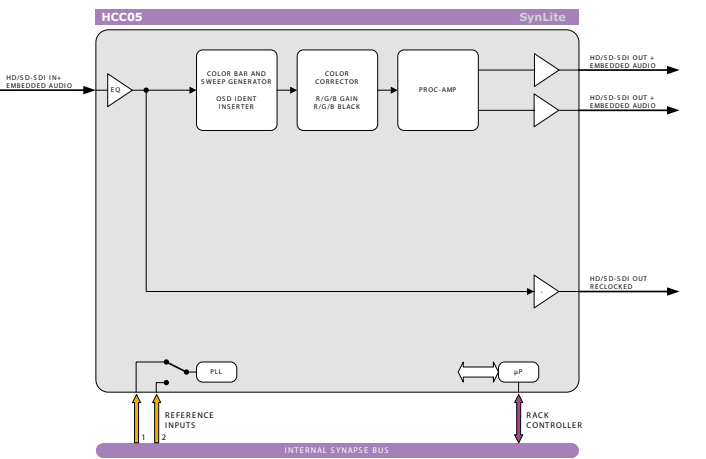 HCC05
SynLite
HD/SD-SDI IN+
EMBEDDED AUDIO
EQ
COLOR BAR AND
SWEEP GENERATOR
OSD IDENT
INSERTER
COLOR
CORRECTOR
R/G/B GAIN
R/G/B BLACK
PROC-AMP
HD/SD-SDI OUT +
EMBEDDED AUDIO
HD/SD-SDI OUT +
EMBEDDED AUDIO
HD/SD-SDI OUT
RECLOCKED
-
PLL
µP
REFERENCE
INPUTS
1
2
RACK
CONTROLLER
INTERNAL SYNAPSE BUS